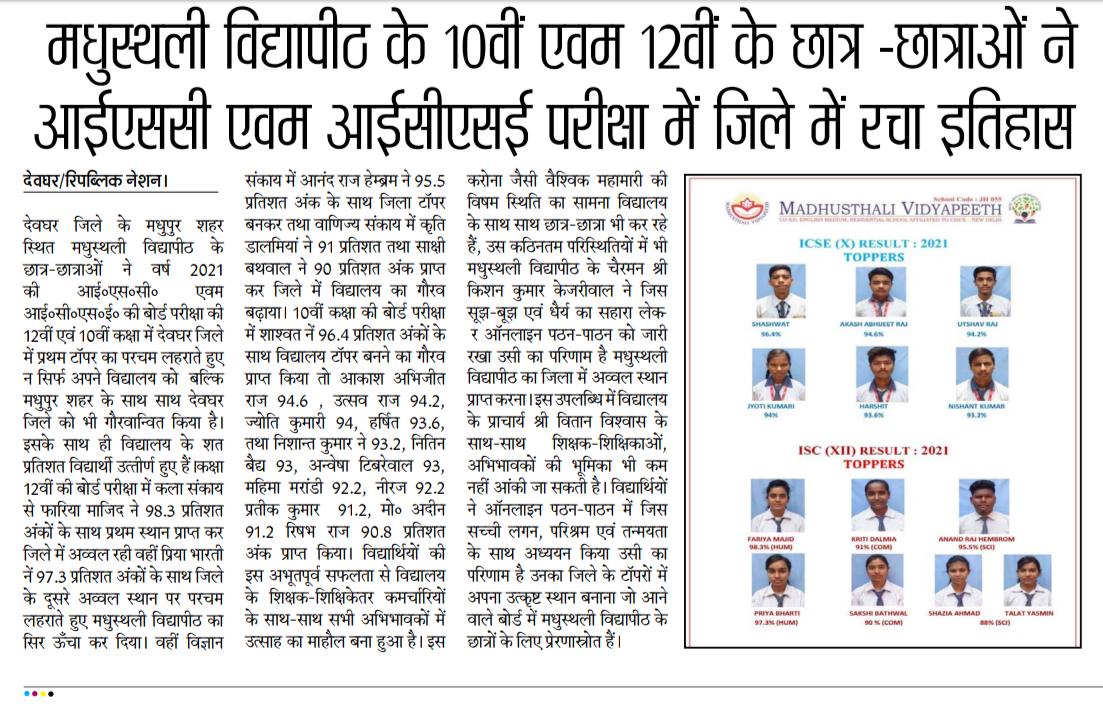 मधुस्थली विद्यापीठ के 10वीं एवम 12वीं के छात्र -छात्राओं ने
आईएससी एवम आईसीएसई परीक्षा में जिले में रचा इतिहास
देवघर/रिपब्लिक नेशन।
देवघर जिले के मधुपुर शहर
स्थित मधुस्थली विद्यापीठ के
छात्र-छात्राओं ने वर्ष 2021
की आई०एस०सी० एवम
आई०सी०एस०ई० की बोर्ड परीक्षा की
12वीं एवं 10वीं कक्षा में देवघर जिले
में प्रथम टॉपर का परचम लहराते हुए
न सिर्फ अपने विद्यालय को बल्कि
मधुपुर शहर के साथ साथ देवघर
जिले को भी गौरवान्वित किया है।
इसके साथ ही विद्यालय के शत
प्रतिशत विद्यार्थी उत्तीर्ण हुए हैं।कक्षा
12वीं की बोर्ड परीक्षा में कला संकाय
से फारिया माजिद ने 98.3 प्रतिशत
अंकों के साथ प्रथम स्थान प्राप्त कर
जिले में अव्वल रही वहीं प्रिया भारती
नें 97.3 प्रतिशत अंकों के साथ जिले
के दूसरे अव्वल स्थान पर परचम
लहराते हुए मधुस्थली विद्यापीठ का
सिर ऊँचा कर दिया। वहीं विज्ञान
संकाय में आनंद राज हेम्ब्रम ने 95.5
प्रतिशत अंक के साथ जिला टॉपर
बनकर तथा वाणिज्य संकाय में कृति
डालमियां ने 91 प्रतिशत तथा साक्षी
बथवाल ने 90 प्रतिशत अंक प्राप्त
कर जिले में विद्यालय का गौरव
बढ़ाया। 10वीं कक्षा की बोर्ड परीक्षा
में शाश्वत नें 96.4 प्रतिशत अंकों के
साथ विद्यालय टॉपर बनने का गौरव
प्राप्त किया तो आकाश अभिजीत
राज 94.6 , उत्सव राज 94.2,
ज्योति कुमारी 94, हर्षित 93.6,
तथा निशान्त कुमार ने 93.2, नितिन
बैद्य 93, अन्वेषा टिबरेवाल 93,
महिमा मरांडी 92.2, नीरज 92.2
प्रतीक कुमार 91.2, मो० अदीन
91.2 रिषभ राज 90.8 प्रतिशत
अंक प्राप्त किया। विद्यार्थियों की
इस अभूतपूर्व सफलता से विद्यालय
के शिक्षक-शिक्षिकेतर कमचारियों
के साथ-साथ सभी अभिभावकों में
उत्साह का माहौल बना हुआ है। इस
करोना जैसी वैश्विक महामारी की
विषम स्थिति का सामना विद्यालय
के साथ साथ छात्र-छात्रा भी कर रहे
हैं, उस कठिनतम परिस्थितियों में भी
मधुस्थली विद्यापीठ के चैरमन श्री
किशन कुमार केजरीवाल ने जिस
सूझ-बूझ एवं धैर्य का सहारा लेक-
र ऑनलाइन पठन-पाठन को जारी
रखा उसी का परिणाम है मधुस्थली
विद्यापीठ का जिला में अव्वल स्थान
प्राप्त करना।इस उपलब्धि में विद्यालय
के प्राचार्य श्री वितान विश्वास के
साथ-साथ शिक्षक-शिक्षिकाओं,
अभिभावकों की भूमिका भी कम
नहीं आंकी जा सकती है। विद्यार्थियों
ने ऑनलाइन पठन-पाठन में जिस
सच्ची लगन, परिश्रम एवं तन्मयता
के साथ अध्ययन किया उसी का
परिणाम है उनका जिले के टॉपरों में
अपना उत्कृष्ट स्थान बनाना जो आने
वाले बोर्ड में मधुस्थली विद्यापीठ के
छात्रों के लिए प्रेरणास्रोत हैं।
School Code : JH 055
MADHUSTHALI VIDYAPEETH
CO-ED, ENGLISH MEDIUM, RESIDENTIAL SCHOOL AFFILIATED TO CISCE - NEW DELHI
ICSE (X) RESULT : 2021
TOPPERS
SHASHWAT AKASH ABHIJEET RAJ UTSHAV RAJ
96.4% 94.6% 94.2%
JYOTI KUMARI HARSHIT NISHANT KUMAR
94% 93.6% 93.2%
ISC (XII) RESULT : 2021
TOPPERS
FARIYA MAJID KRITI DALMIA ANAND RAJ HEMBROM
98.3% (HUM) 91% (COM) 95.5% (SCI)
PRIYA BHARTI SAKSHI BATHWAL SHAZIA AHMAD TALAT YASMIN
97.3% (HUM) 90 % (COM) 88% (SCI)